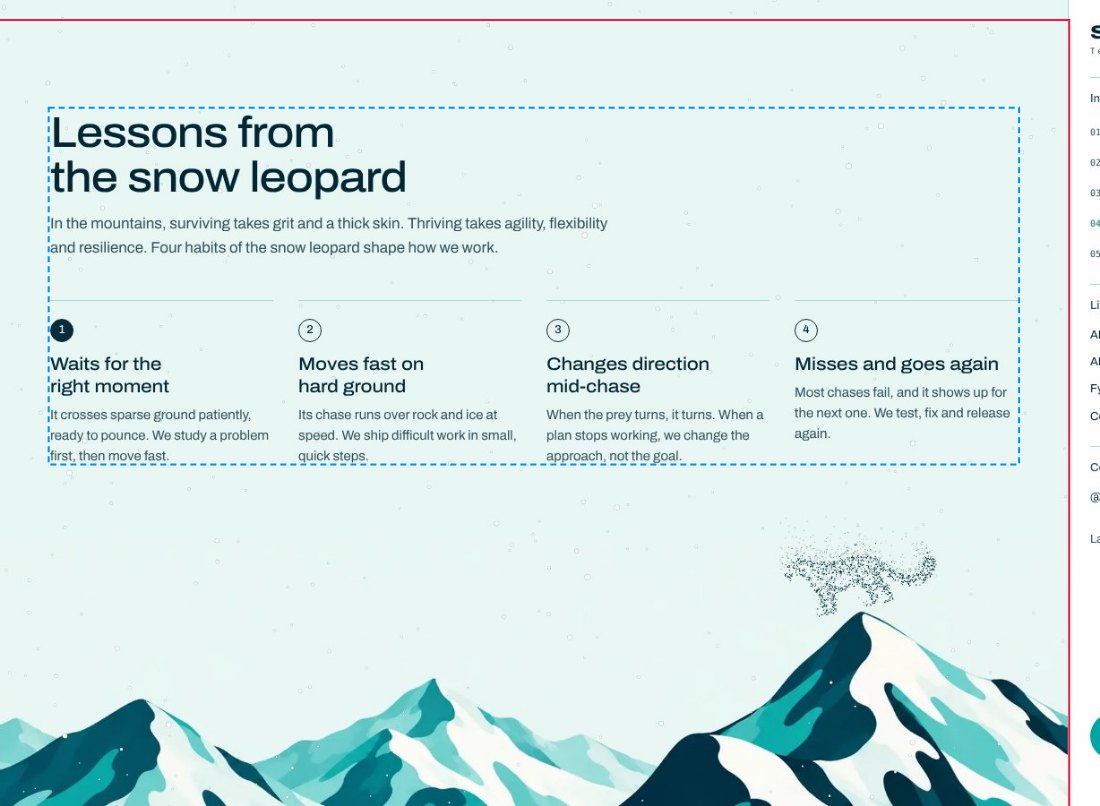 Lessons from
the snow leopard
In the mountains, surviving takes grit and a thick skin. Thriving takes agility, flexibility
and resilience. Four habits of the snow leopard shape how we work.
1
Waits for the
right moment
It crosses sparse ground patiently,
ready to pounce. We study a problem
first, then move fast.
2
Moves fast on
hard ground
Its chase runs over rock and ice at
speed. We ship difficult work in small,
quick steps.
3
Changes direction
mid-chase
When the prey turns, it turns. When a
plan stops working, we change the
approach, not the goal.
4
Misses and goes again
Most chases fail, and it shows up for
the next one. We test, fix and release
again.
01
02
03
04
05